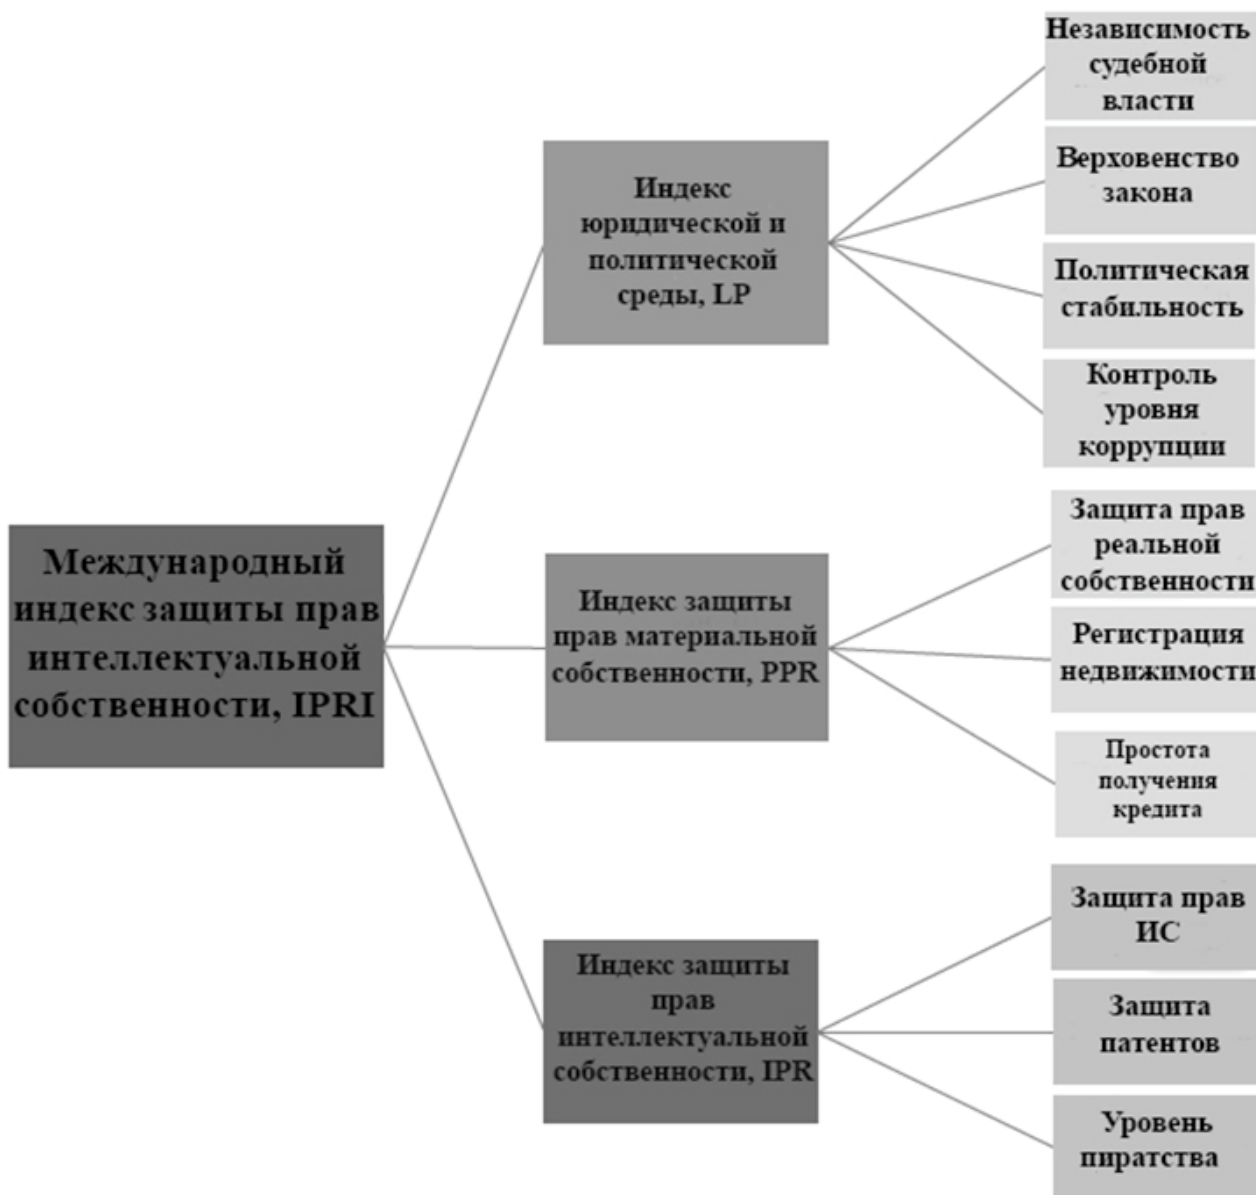 Независимость
судебной
власти
Верховенство
закона
Политическая
стабильность
Контроль
уровня
коррупции
Индекс
юридической и
политической
среды, LP
Защита прав
реальной
собственности
Регистрация
недвижимости
Простота
получения
кредита
Индекс защиты
прав материальной
собственности, PPR
Международный
индекс защиты прав
интеллектуальной
собственности, IPRI
Защита прав
ИС
Защита
патентов
Уровень
пиратства
Индекс защиты
прав
интеллектуальной
собственности, IPR